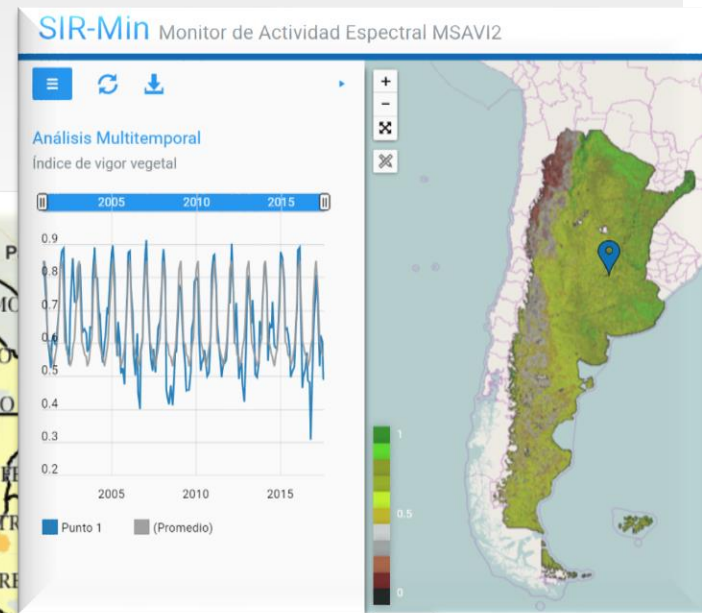 SIR-Min Monitor de Actividad Espectral MSAVI2
Análisis Multitemporal
Índice de vigor vegetal
2005 2010 2015
0.9
0.8
0.7
0.6
0.5
0.4
0.3
0.2
2005 2010 2015
Punto 1 (Promedio)
+
−
1
0.5
0